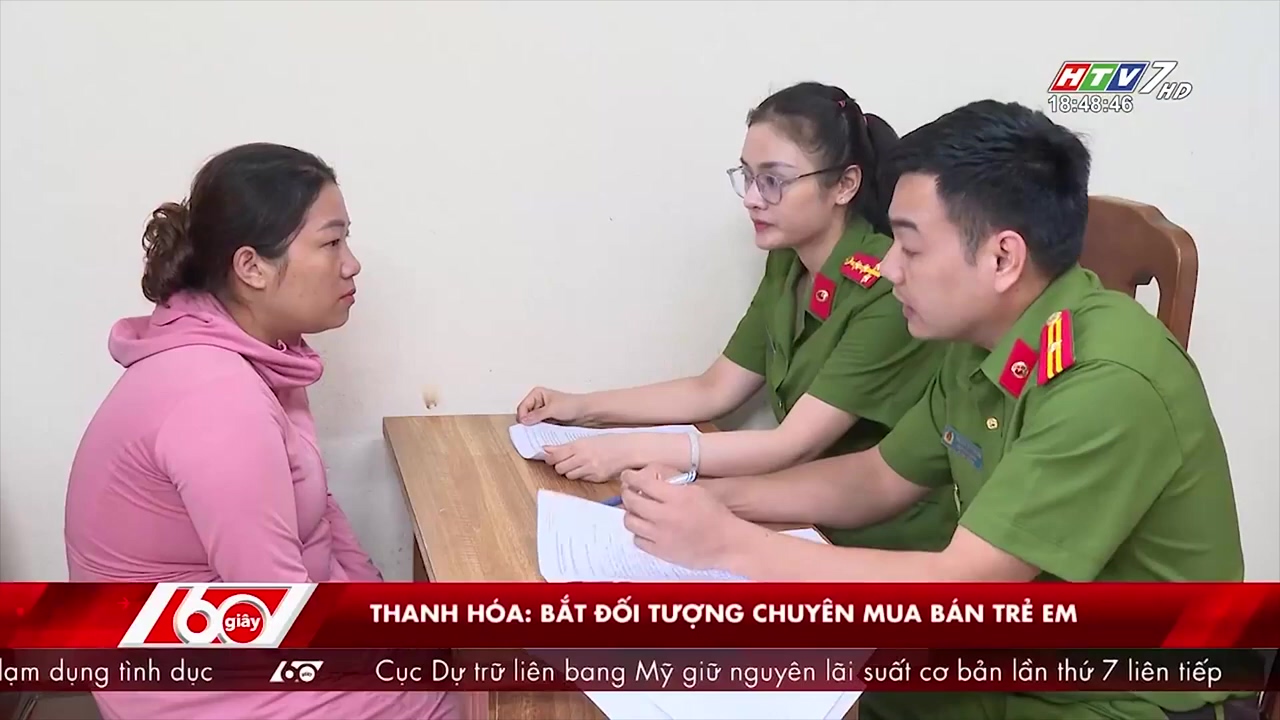 HTV7 HD
18:48:46
60 giây
THANH HÓA: BẮT ĐỐI TƯỢNG CHUYÊN MUA BÁN TRẺ EM
lạm dụng tình dục 60 giây Cục Dự trữ liên bang Mỹ giữ nguyên lãi suất cơ bản lần thứ 7 liên tiếp